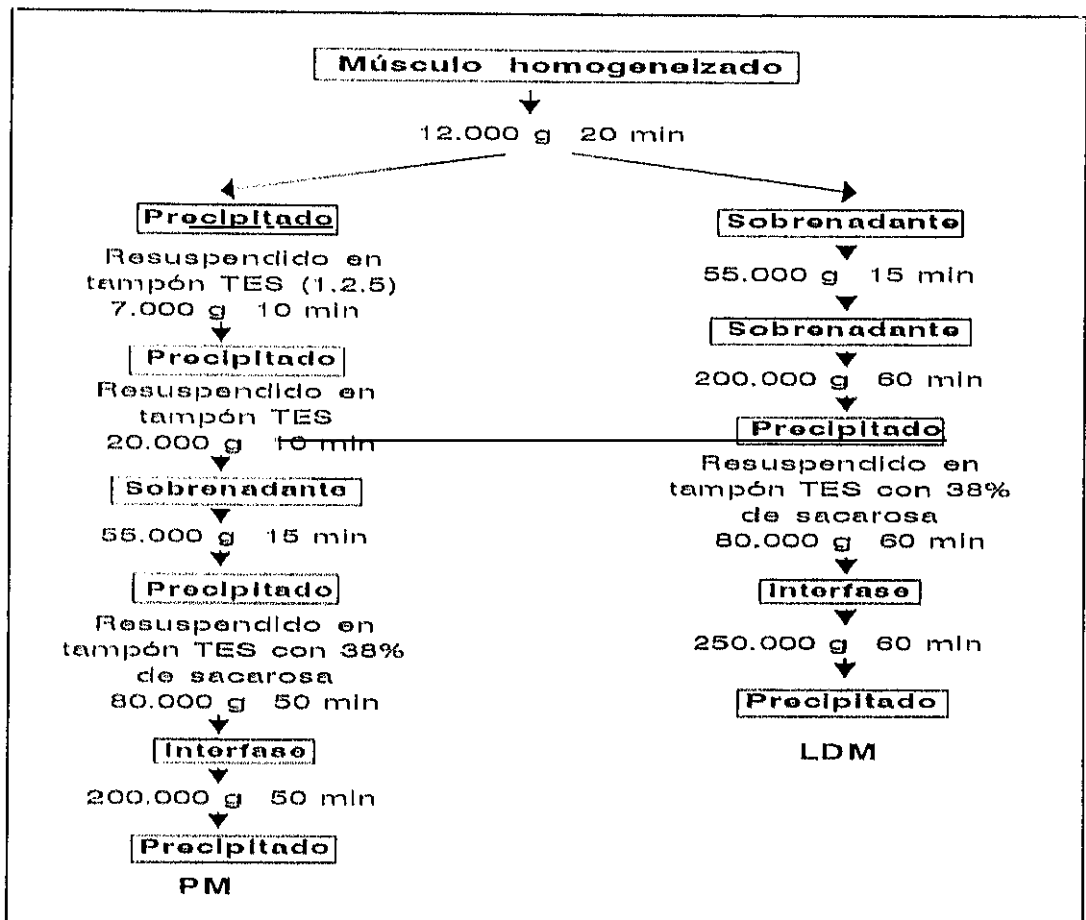 Músculo homogeneizado
12.000 g 20 min
Precipitado
Resuspendido en
tampón TES (1.2.5)
7.000 g 10 min
Precipitado
Resuspendido en
tampón TES
20.000 g 10 min
Sobrenadante
55.000 g 15 min
Precipitado
Resuspendido en
tampón TES con 38%
de sacarosa
80.000 g 50 min
Interfase
200.000 g 50 min
Precipitado
PM
Sobrenadante
55.000 g 15 min
Sobrenadante
200.000 g 60 min
Precipitado
Resuspendido en
tampón TES con 38%
de sacarosa
80.000 g 60 min
Interfase
250.000 g 60 min
Precipitado
LDM